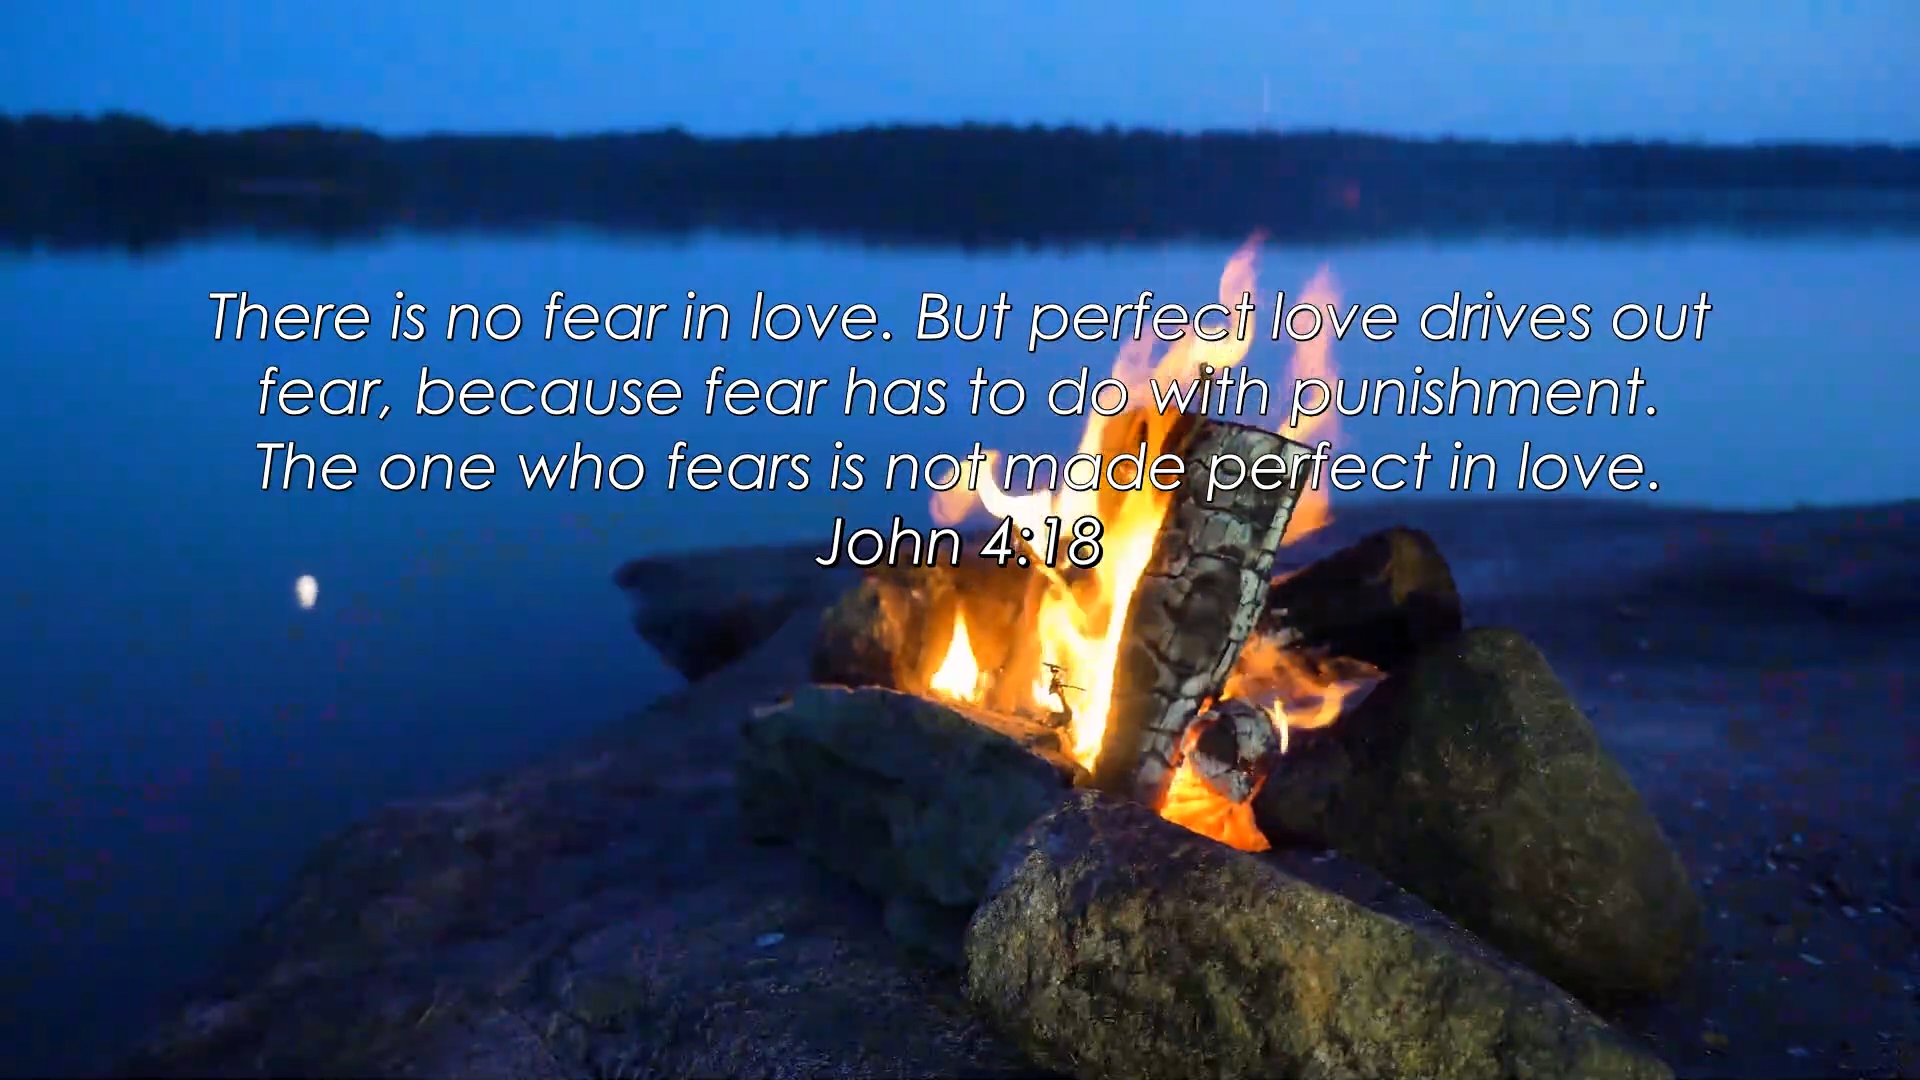 There is no fear in love. But perfect love drives out
fear, because fear has to do with punishment.
The one who fears is not made perfect in love.
John 4:18